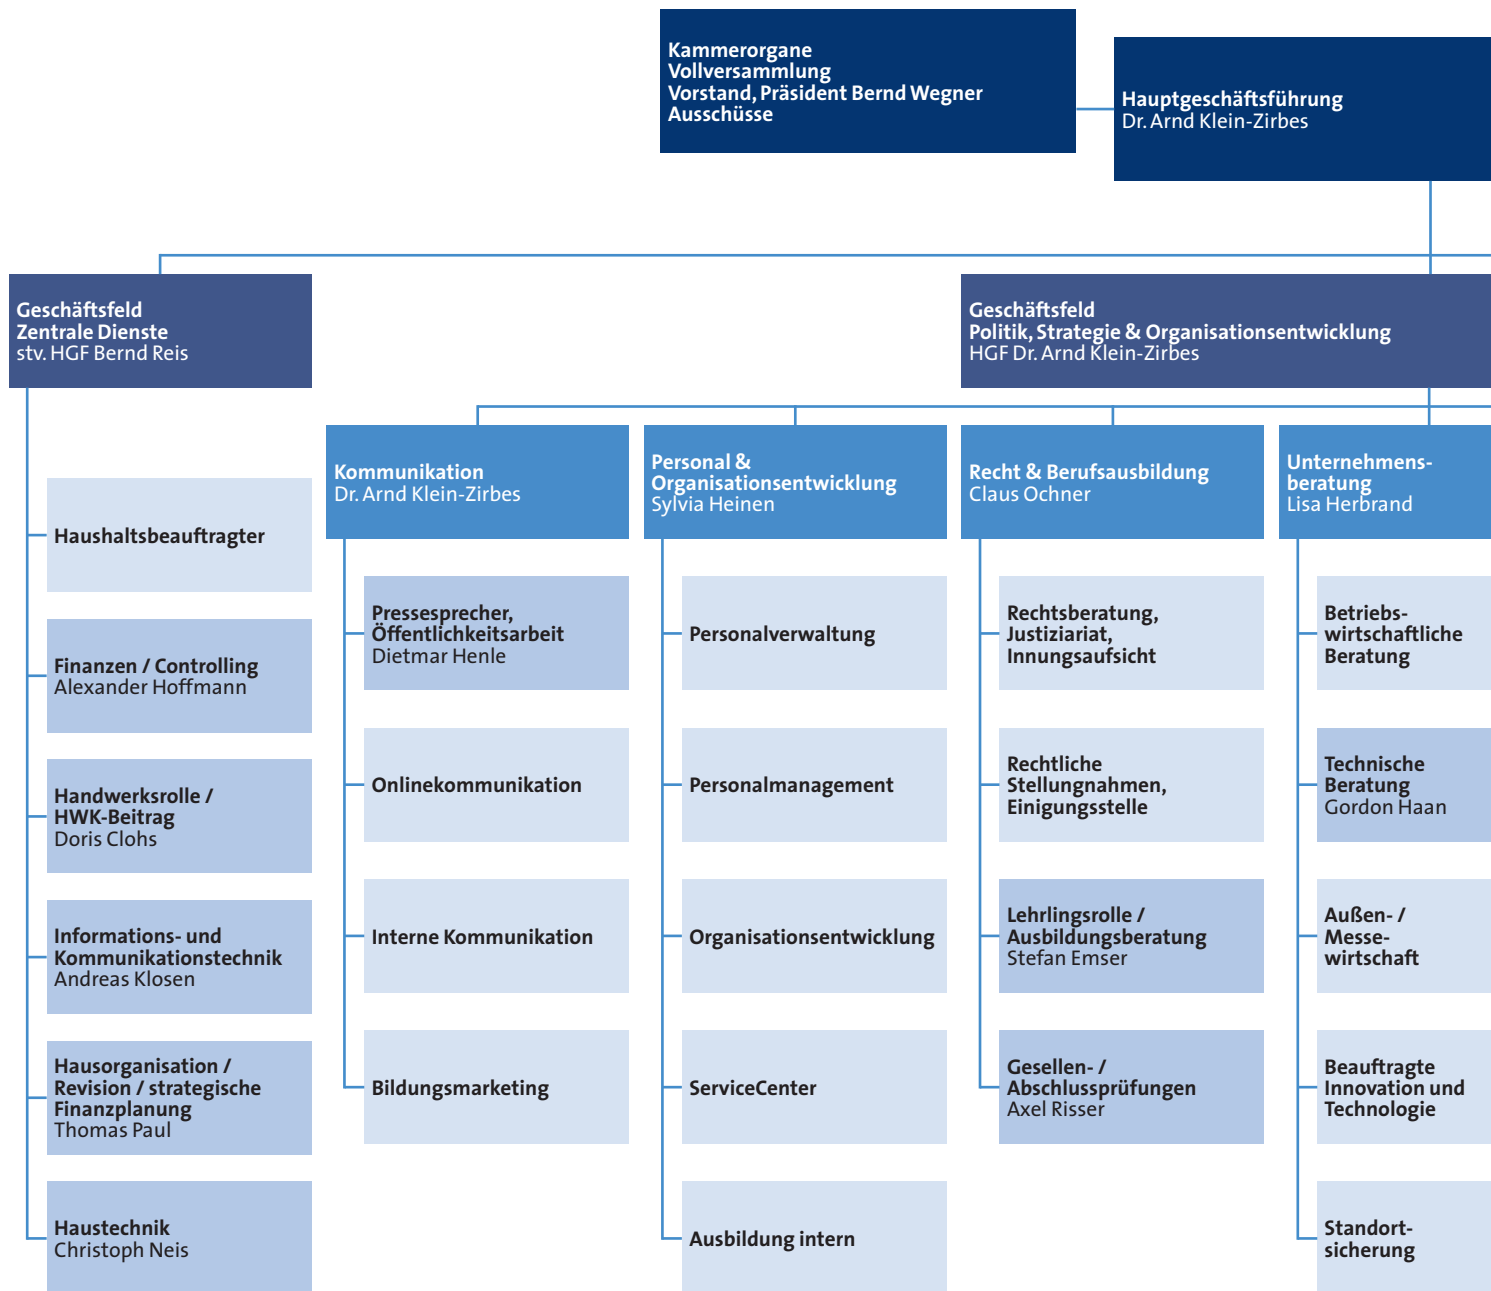 Kammerorgane
Vollversammlung
Vorstand, Präsident Bernd Wegner
Ausschüsse
Hauptgeschäftsführung
Dr. Arnd Klein-Zirbes
Geschäftsfeld
Zentrale Dienste
stv. HGF Bernd Reis
Geschäftsfeld
Politik, Strategie & Organisationsentwicklung
HGF Dr. Arnd Klein-Zirbes
Haushaltsbeauftragter
Finanzen / Controlling
Alexander Hoffmann
Handwerksrolle /
HWK-Beitrag
Doris Clohs
Informations- und
Kommunikationstechnik
Andreas Klosen
Hausorganisation /
Revision / strategische
Finanzplanung
Thomas Paul
Haustechnik
Christoph Neis
Kommunikation
Dr. Arnd Klein-Zirbes
Pressesprecher,
Öffentlichkeitsarbeit
Dietmar Henle
Onlinekommunikation
Interne Kommunikation
Bildungsmarketing
Personal &
Organisationsentwicklung
Sylvia Heinen
Personalverwaltung
Personalmanagement
Organisationsentwicklung
ServiceCenter
Ausbildung intern
Recht & Berufsausbildung
Claus Ochner
Rechtsberatung,
Justiziariat,
Innungsaufsicht
Rechtliche
Stellungnahmen,
Einigungsstelle
Lehrlingsrolle /
Ausbildungsberatung
Stefan Emser
Gesellen- /
Abschlussprüfungen
Axel Risser
Unternehmens-
beratung
Lisa Herbrand
Betriebs-
wirtschaftliche
Beratung
Technische
Beratung
Gordon Haan
Außen- /
Messe-
wirtschaft
Beauftragte
Innovation und
Technologie
Standort-
sicherung